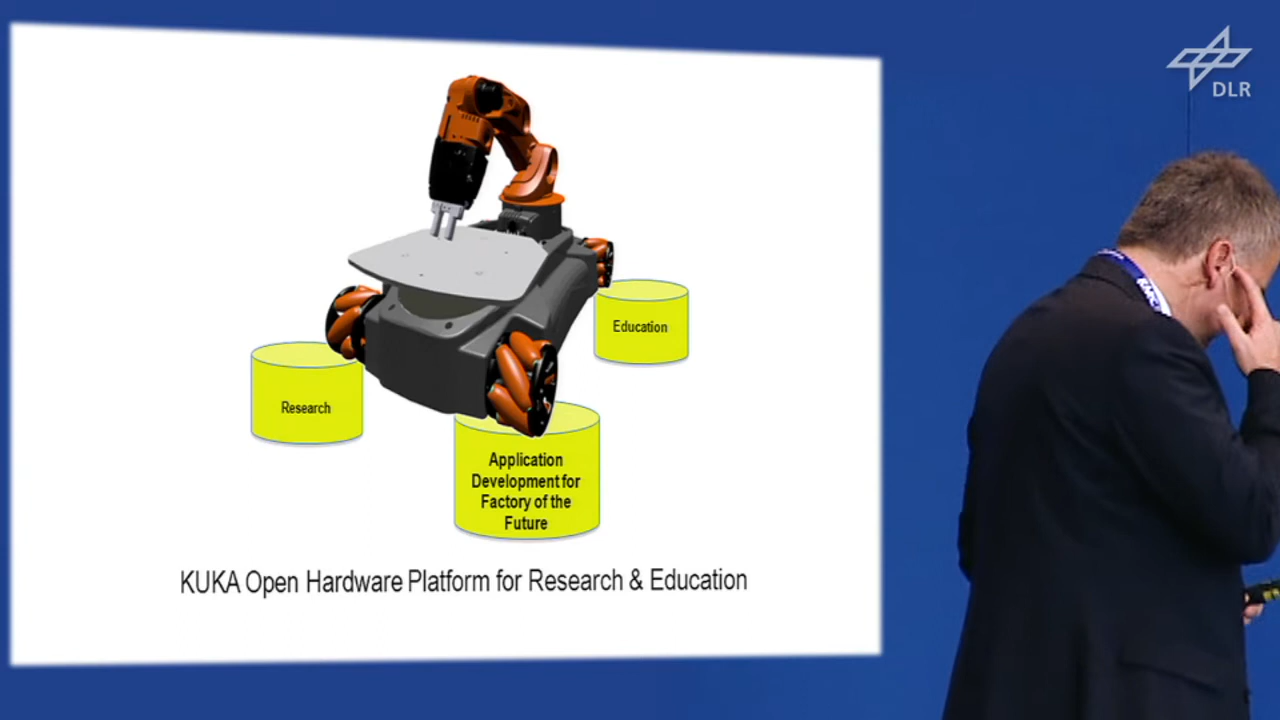 DLR
Education
Research
Application
Development for
Factory of the
Future
KUKA Open Hardware Platform for Research & Education